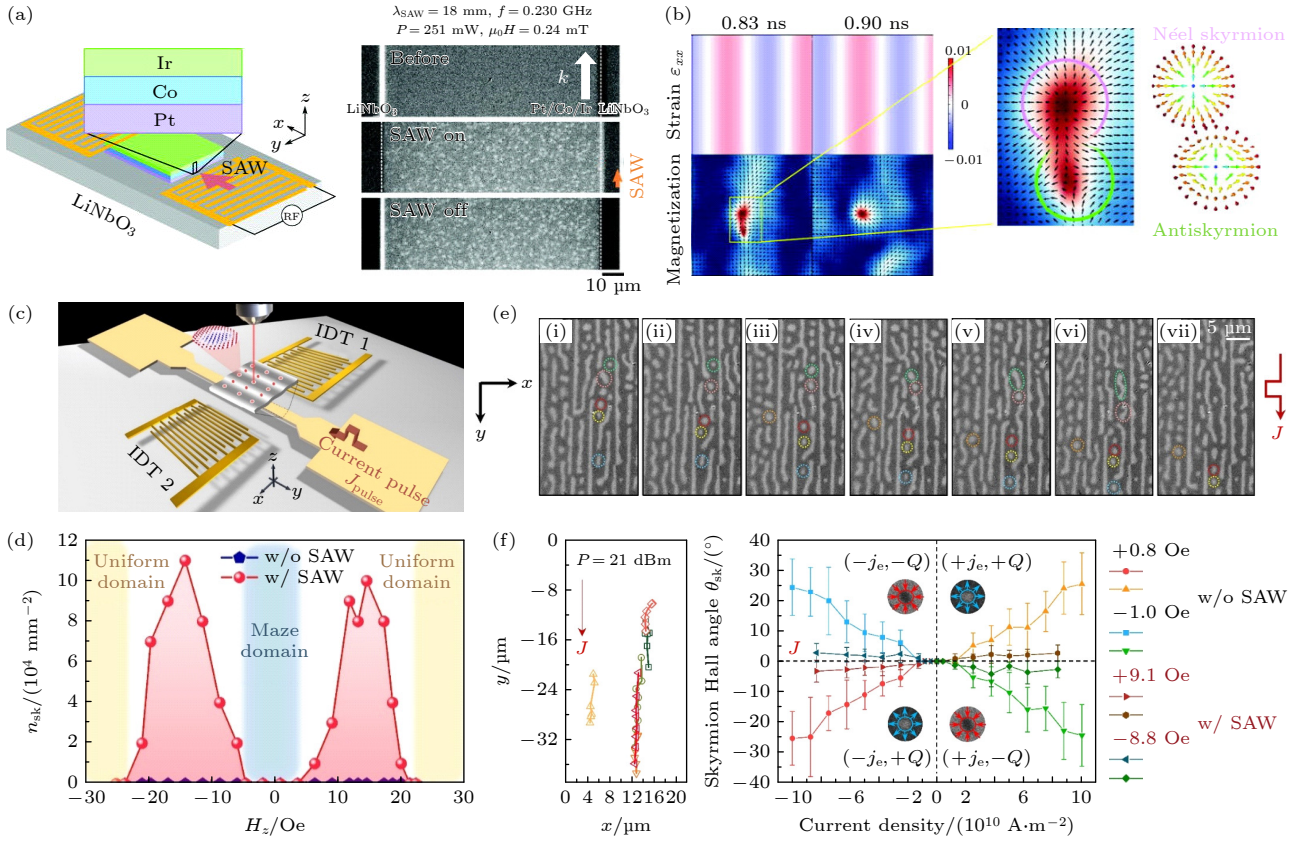 (a)
λSAW = 18 mm, f = 0.230 GHz
P = 251 mW, μ0H = 0.24 mT
Ir
Co
Pt
z
x
y
SAW
RF
LiNbO3
Before
k
LiNbO3
Pt/Co/Ir
LiNbO3
SAW on
SAW
SAW off
10 μm
(b)
0.83 ns
0.90 ns
Strain εxx
0.01
0
−0.01
Magnetization
Néel skyrmion
Antiskyrmion
(c)
IDT 1
IDT 2
Current pulse
Jpulse
z
y
x
(e)
x
y
(i)
(ii)
(iii)
(iv)
(v)
(vi)
(vii)
5 μm
J
(d)
nsk/(10⁴ mm⁻²)
12
10
8
6
4
2
0
Uniform
domain
w/o SAW
w/ SAW
Maze
domain
Uniform
domain
−30
−20
−10
0
10
20
30
Hz/Oe
(f)
y/μm
0
−8
−16
−24
−32
P = 21 dBm
J
0
4
8
12
16
20
x/μm
Skyrmion Hall angle θsk/(°)
40
30
20
10
0
−10
−20
−30
−40
(−je,−Q)
(+je,+Q)
J
(−je,+Q)
(+je,−Q)
−10
−8
−6
−4
−2
0
2
4
6
8
10
Current density/(10¹⁰ A·m⁻²)
+0.8 Oe
w/o SAW
−1.0 Oe
+9.1 Oe
w/ SAW
−8.8 Oe